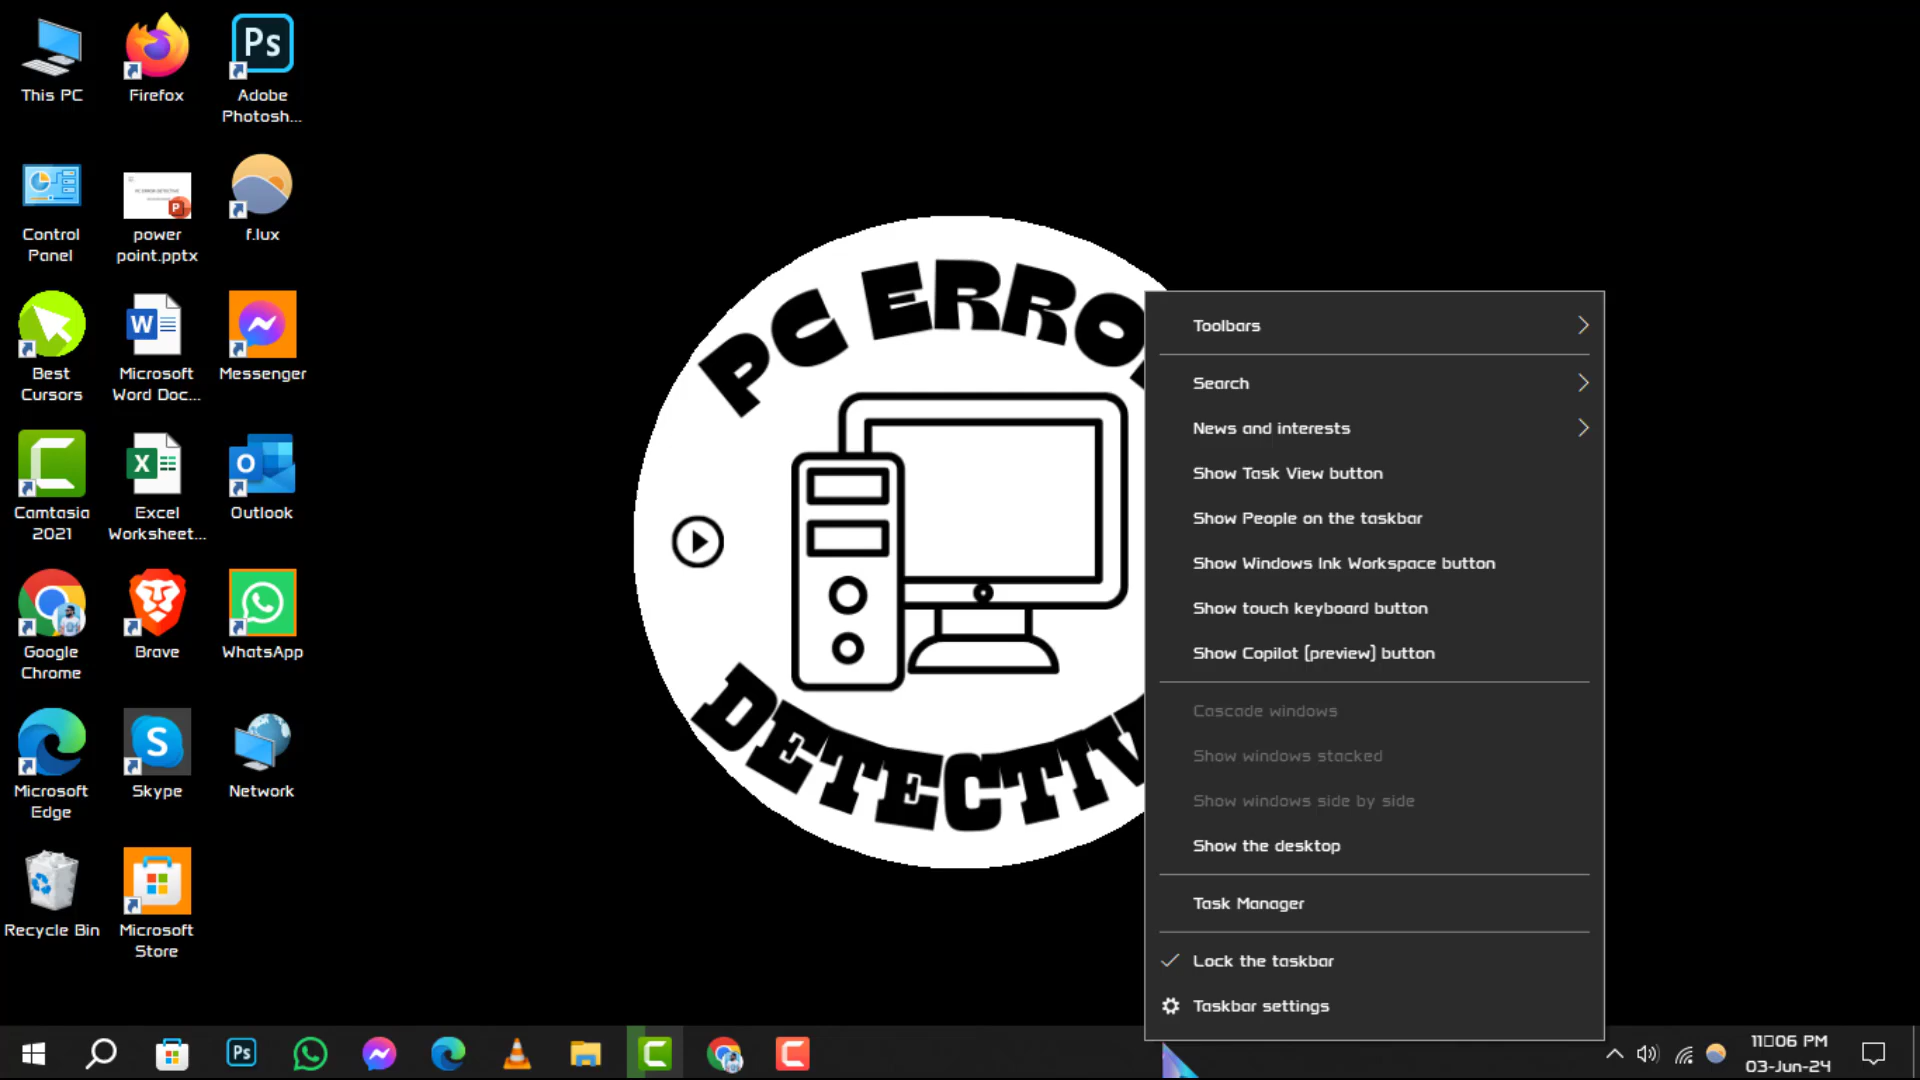 This PC
Firefox
Ps
Adobe
Photosh...
Control
Panel
power
point.pptx
f.lux
Best
Cursors
W
Microsoft
Word Doc...
Messenger
Camtasia
2021
X
Excel
Worksheet...
O
Outlook
Google
Chrome
Brave
WhatsApp
Microsoft
Edge
S
Skype
Network
Recycle Bin
Microsoft
Store
PC ERRO
DETECTIV
Toolbars
Search
News and interests
Show Task View button
Show People on the taskbar
Show Windows Ink Workspace button
Show touch keyboard button
Show Copilot (preview) button
Cascade windows
Show windows stacked
Show windows side by side
Show the desktop
Task Manager
Lock the taskbar
Taskbar settings
Ps
11▯06 PM
03-Jun-24